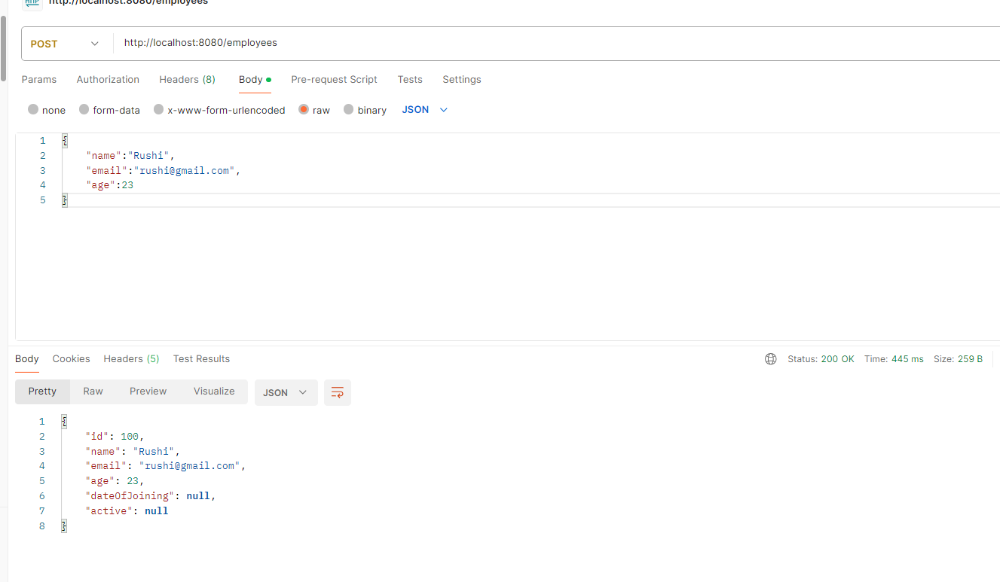 HTTP http://localhost:8080/employees
POST http://localhost:8080/employees
Params Authorization Headers (8) Body Pre-request Script Tests Settings
none form-data x-www-form-urlencoded raw binary JSON
1 {
2 "name":"Rushi",
3 "email":"rushi@gmail.com",
4 "age":23
5 }
Body Cookies Headers (5) Test Results Status: 200 OK Time: 445 ms Size: 259 B
Pretty Raw Preview Visualize JSON
1 {
2 "id": 100,
3 "name": "Rushi",
4 "email": "rushi@gmail.com",
5 "age": 23,
6 "dateOfJoining": null,
7 "active": null
8 }